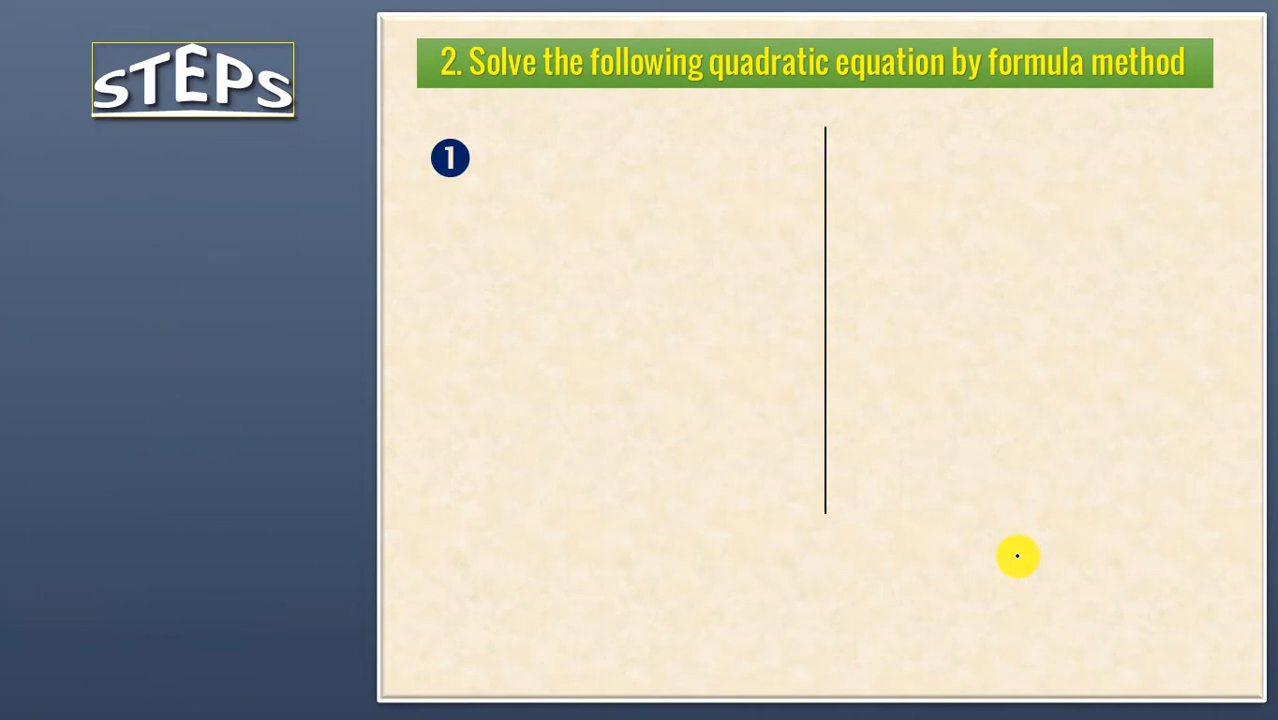 STEPS
2. Solve the following quadratic equation by formula method
1